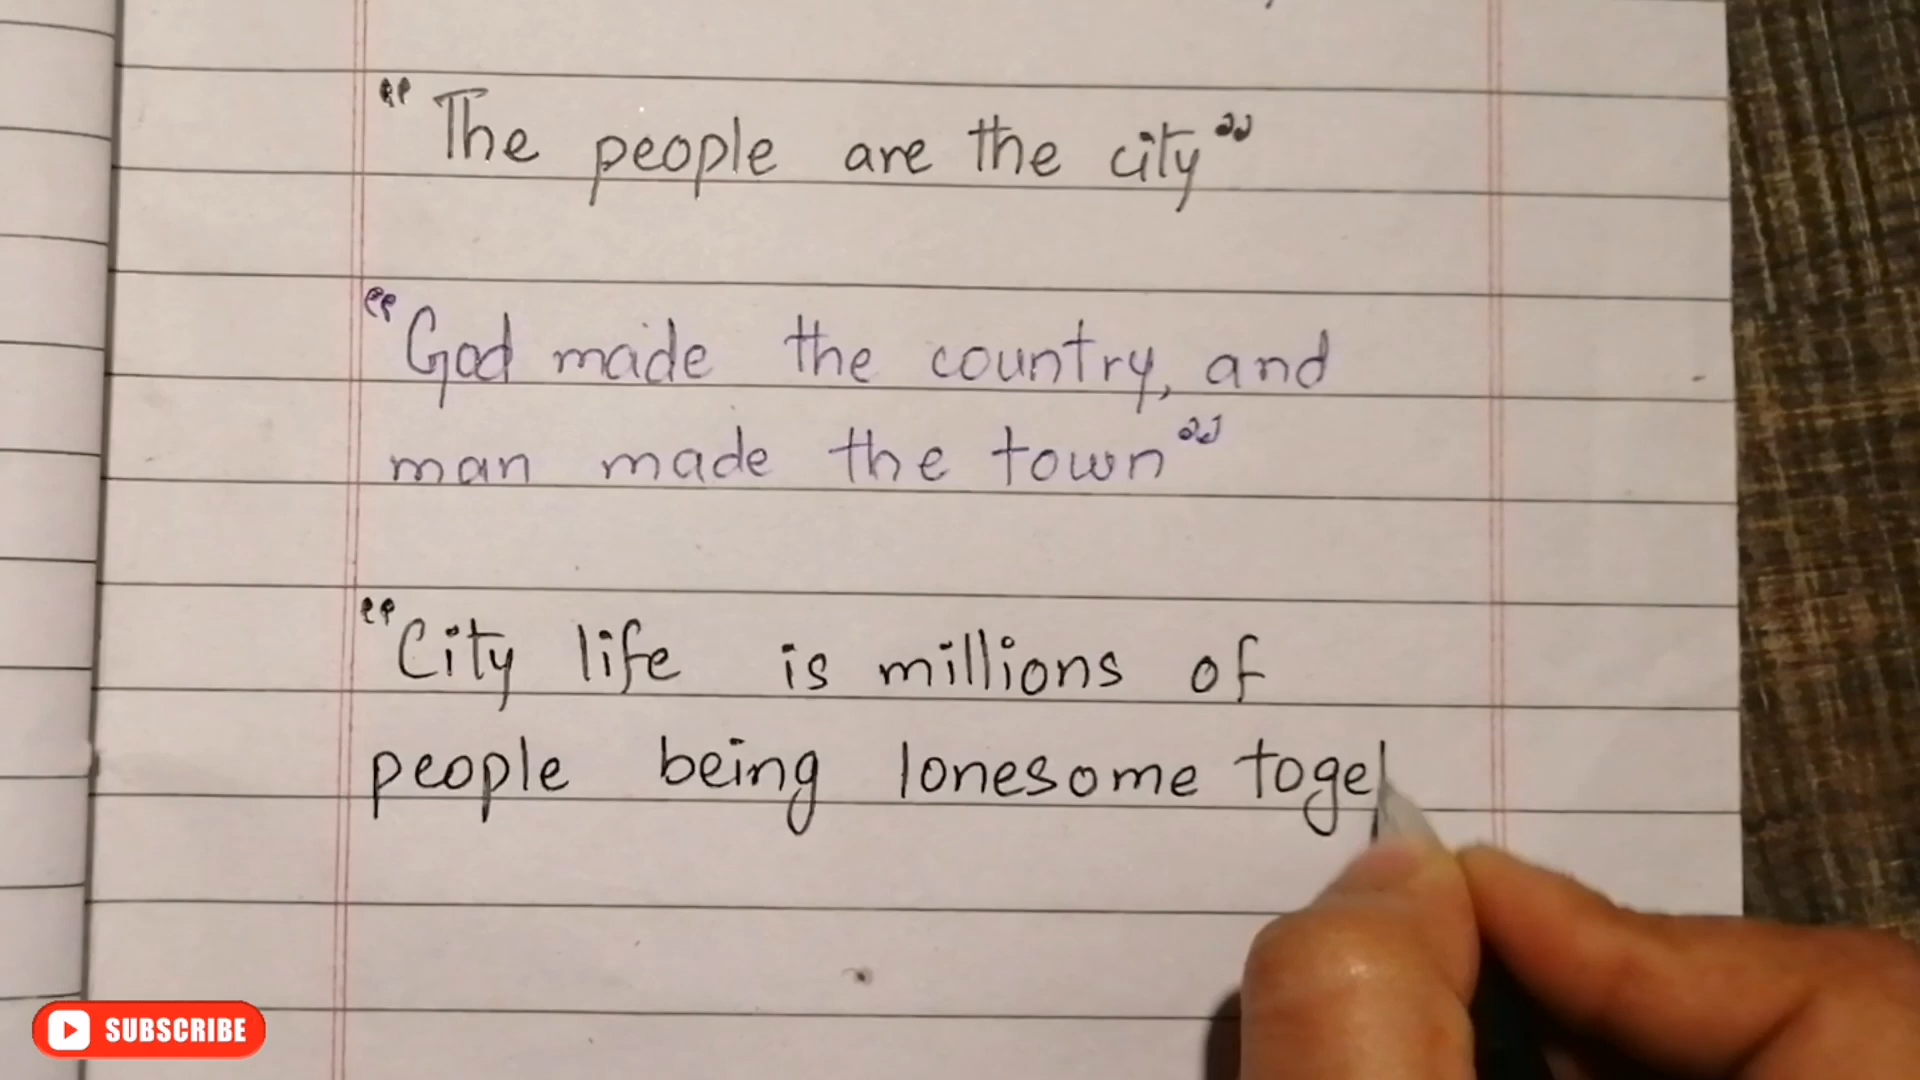 "The people are the city"
"God made the country, and
man made the town"
"City life is millions of
people being lonesome toge
SUBSCRIBE